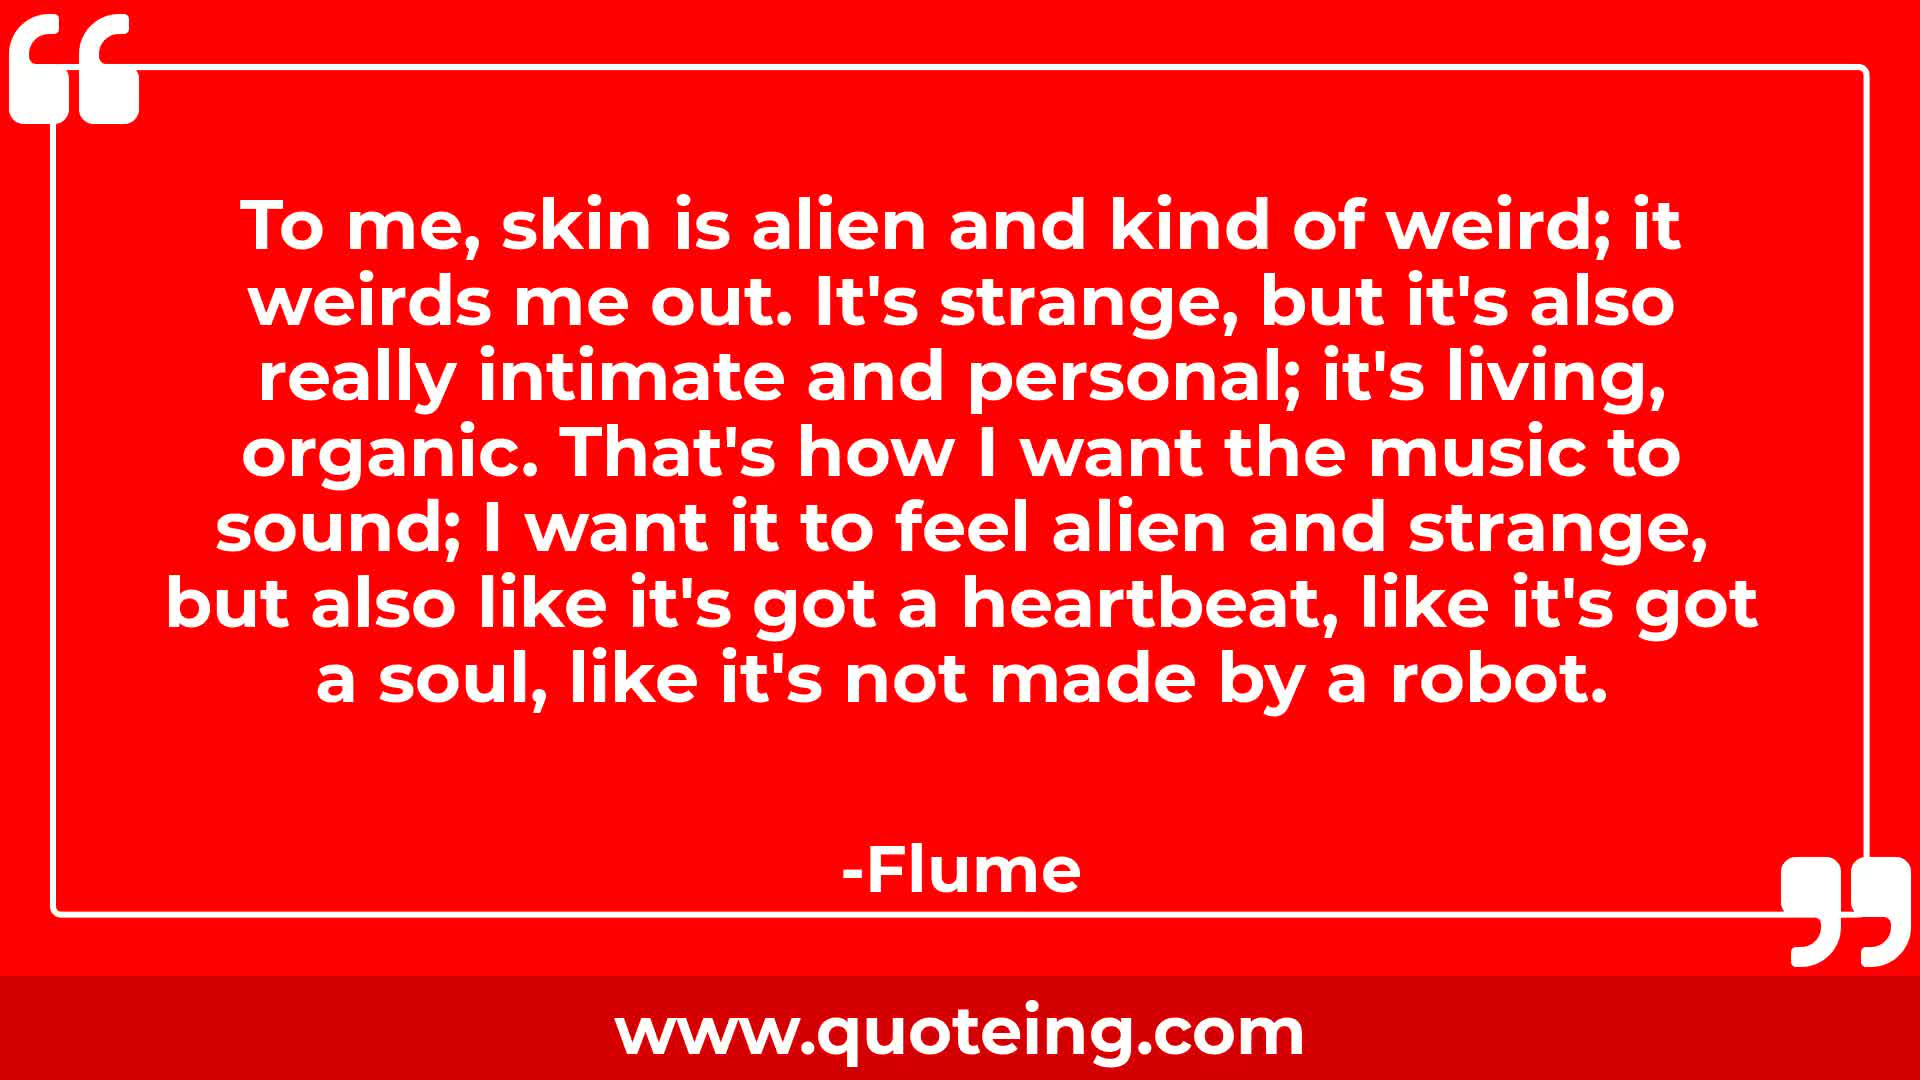 To me, skin is alien and kind of weird; it
weirds me out. It's strange, but it's also
really intimate and personal; it's living,
organic. That's how I want the music to
sound; I want it to feel alien and strange,
but also like it's got a heartbeat, like it's got
a soul, like it's not made by a robot.
-Flume
www.quoteing.com